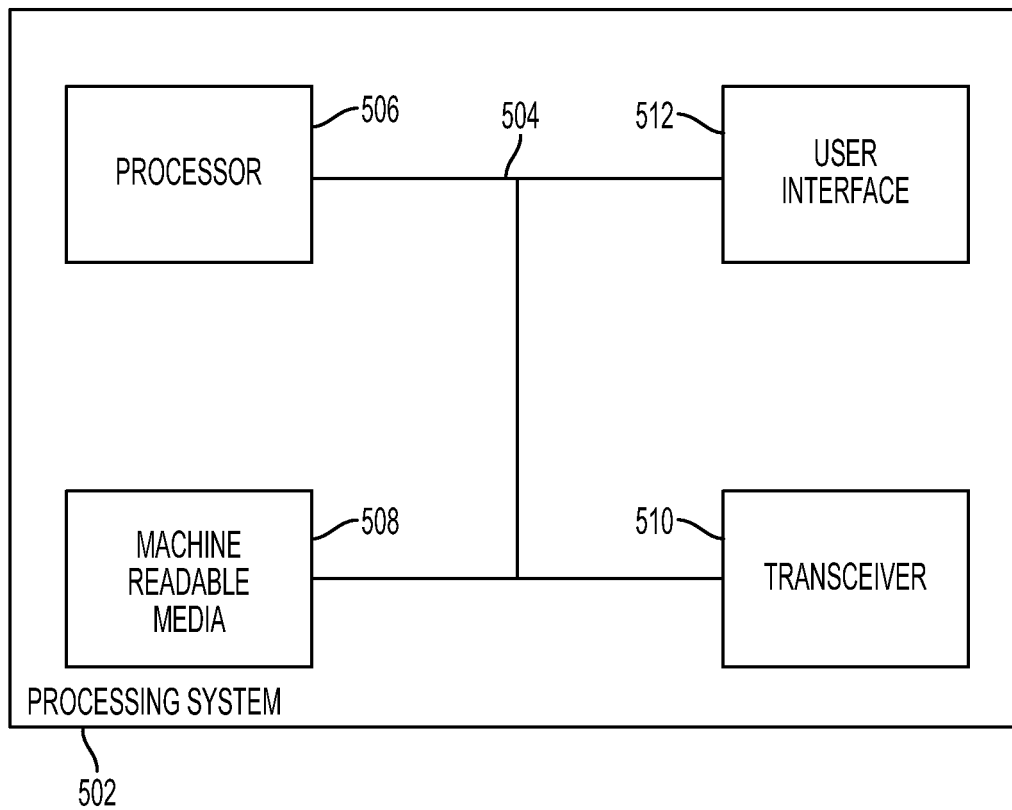 506
504
512
PROCESSOR
USER
INTERFACE
508
510
MACHINE
READABLE
MEDIA
TRANSCEIVER
PROCESSING SYSTEM
502